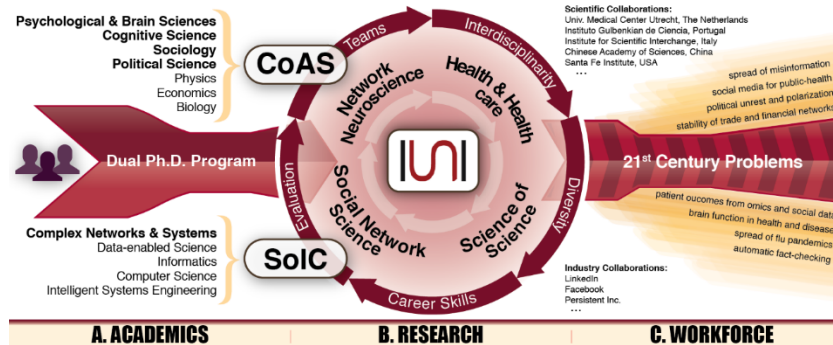 Psychological & Brain Sciences
Cognitive Science
Sociology
Political Science
Physics
Economics
Biology
CoAS
Dual Ph.D. Program
Complex Networks & Systems
Data-enabled Science
Informatics
Computer Science
Intelligent Systems Engineering
SoIC
Teams
Interdisciplinarity
Diversity
Career Skills
Evaluation
Network
Neuroscience
Health & Health
care
Science of
Science
Social Network
Science
IUNI
Scientific Collaborations:
Univ. Medical Center Utrecht, The Netherlands
Instituto Gulbenkian de Ciencia, Portugal
Institute for Scientific Interchange, Italy
Chinese Academy of Sciences, China
Santa Fe Institute, USA
...
spread of misinformation
social media for public-health
political unrest and polarization
stability of trade and financial networks
21st Century Problems
patient oucomes from omics and social data
brain function in health and disease
spread of flu pandemics
automatic fact-checking
Industry Collaborations:
LinkedIn
Facebook
Persistent Inc.
...
A. ACADEMICS
B. RESEARCH
C. WORKFORCE